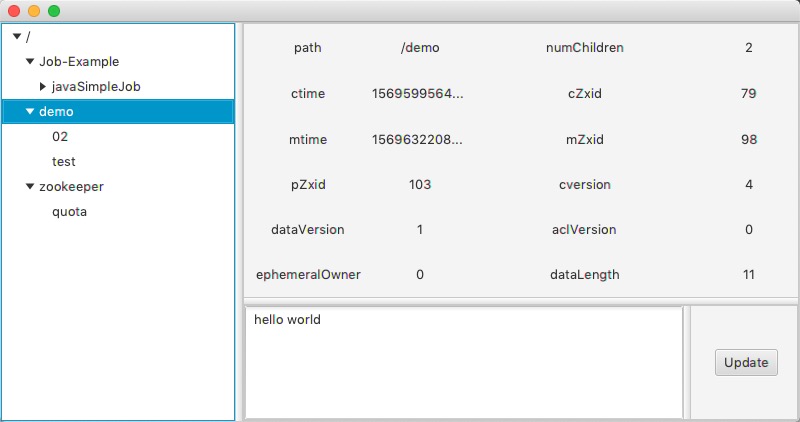 /
Job-Example
javaSimpleJob
demo
02
test
zookeeper
quota
path /demo numChildren 2
ctime 1569599564... cZxid 79
mtime 1569632208... mZxid 98
pZxid 103 cversion 4
dataVersion 1 aclVersion 0
ephemeralOwner 0 dataLength 11
hello world
Update